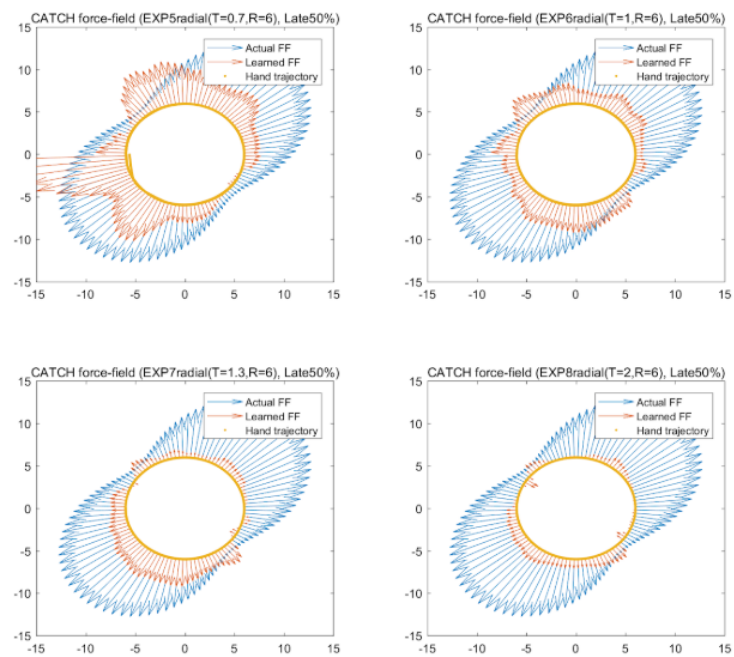 CATCH force-field (EXP5radial(T=0.7,R=6), Late50%)
15
10
5
0
-5
-10
-15
-15 -10 -5 0 5 10 15
Actual FF
Learned FF
Hand trajectory
CATCH force-field (EXP6radial(T=1,R=6), Late50%)
15
10
5
0
-5
-10
-15
-15 -10 -5 0 5 10 15
Actual FF
Learned FF
Hand trajectory
CATCH force-field (EXP7radial(T=1.3,R=6), Late50%)
15
10
5
0
-5
-10
-15
-15 -10 -5 0 5 10 15
Actual FF
Learned FF
Hand trajectory
CATCH force-field (EXP8radial(T=2,R=6), Late50%)
15
10
5
0
-5
-10
-15
-15 -10 -5 0 5 10 15
Actual FF
Learned FF
Hand trajectory